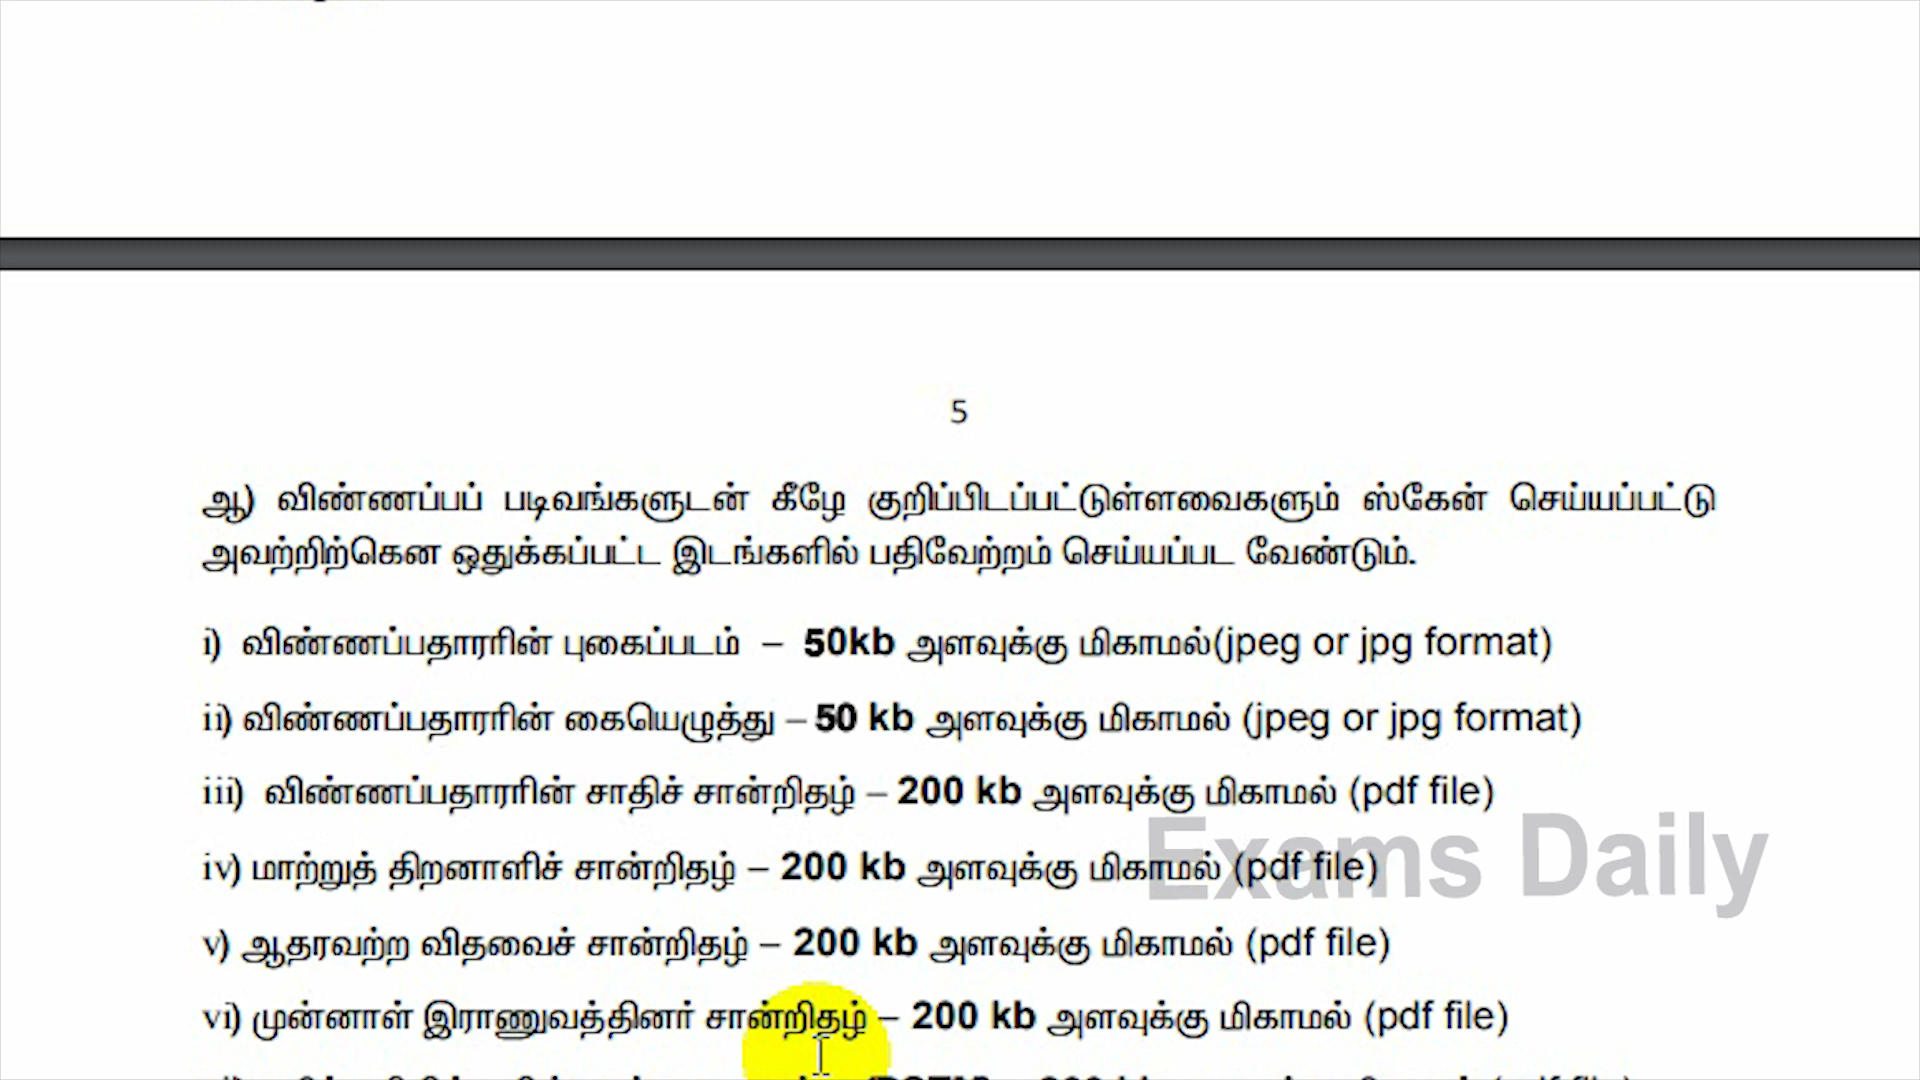 5
ஆ) விண்ணப்பப் படிவங்களுடன் கீழே குறிப்பிடப்பட்டுள்ளவைகளும் ஸ்கேன் செய்யப்பட்டு
அவற்றிற்கென ஒதுக்கப்பட்ட இடங்களில் பதிவேற்றம் செய்யப்பட வேண்டும்.
i) விண்ணப்பதாரரின் புகைப்படம் – 50kb அளவுக்கு மிகாமல்(jpeg or jpg format)
ii) விண்ணப்பதாரரின் கையெழுத்து – 50 kb அளவுக்கு மிகாமல் (jpeg or jpg format)
iii) விண்ணப்பதாரரின் சாதிச் சான்றிதழ் – 200 kb அளவுக்கு மிகாமல் (pdf file)
iv) மாற்றுத் திறனாளிச் சான்றிதழ் – 200 kb அளவுக்கு மிகாமல் (pdf file)
Exams Daily
v) ஆதரவற்ற விதவைச் சான்றிதழ் – 200 kb அளவுக்கு மிகாமல் (pdf file)
vi) முன்னாள் இராணுவத்தினர் சான்றிதழ் – 200 kb அளவுக்கு மிகாமல் (pdf file)